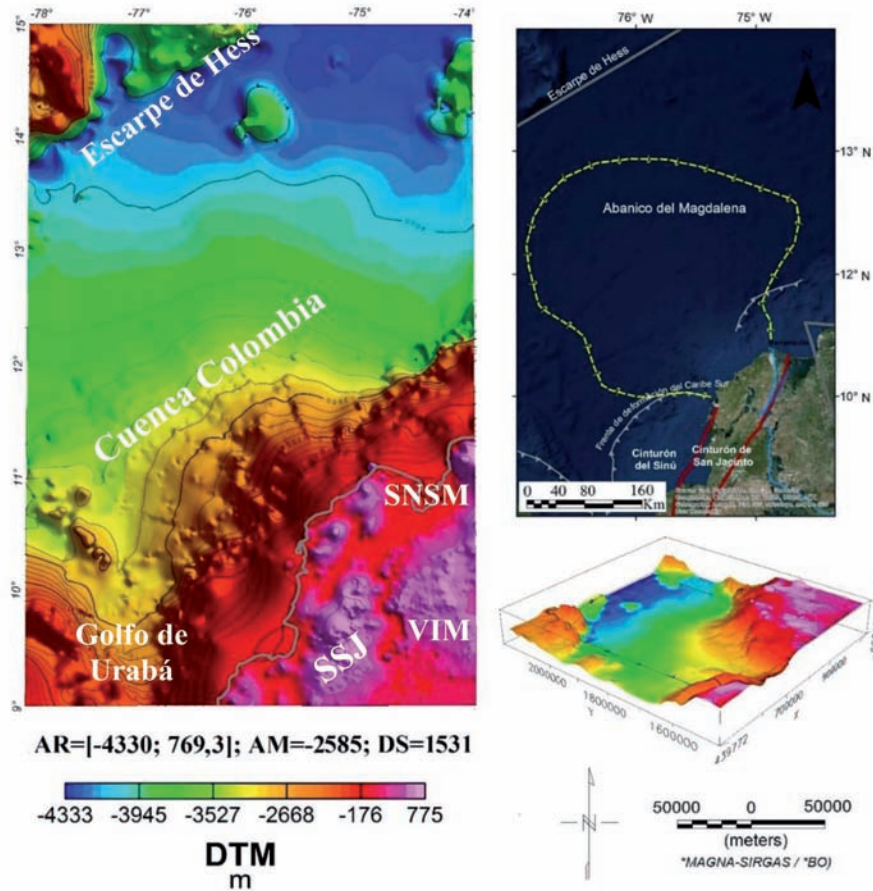 -78° -77° -76° -75° -74°
15°
14°
13°
12°
11°
10°
9°
Escarpe de Hess
Cuenca Colombia
SNSM
Golfo de
Urabá
SSJ
VIM
AR=[-4330; 769,3]; AM=-2585; DS=1531
-4333 -3945 -3527 -2668 -176 775
DTM
m
76° W 75° W
Escarpe de Hess
N
13° N
Abanico del Magdalena
12° N
10° N
Frente de deformación del Caribe Sur
Cinturón
del Sinú
Cinturón de
San Jacinto
0 20 40 80 120 160
Km
2000000
1800000
1600000
Y
X
900000
700000
439772
N
50000 0 50000
(meters)
*MAGNA-SIRGAS / *BO)